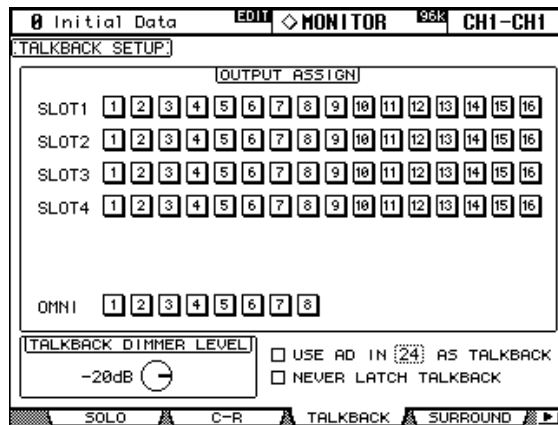 0 Initial Data EDIT ◇MONITOR 96k CH1-CH1
TALKBACK SETUP
OUTPUT ASSIGN
SLOT1 1 2 3 4 5 6 7 8 9 10 11 12 13 14 15 16
SLOT2 1 2 3 4 5 6 7 8 9 10 11 12 13 14 15 16
SLOT3 1 2 3 4 5 6 7 8 9 10 11 12 13 14 15 16
SLOT4 1 2 3 4 5 6 7 8 9 10 11 12 13 14 15 16
OMNI 1 2 3 4 5 6 7 8
TALKBACK DIMMER LEVEL
-20dB
USE AD IN 24 AS TALKBACK
NEVER LATCH TALKBACK
SOLO C-R TALKBACK SURROUND